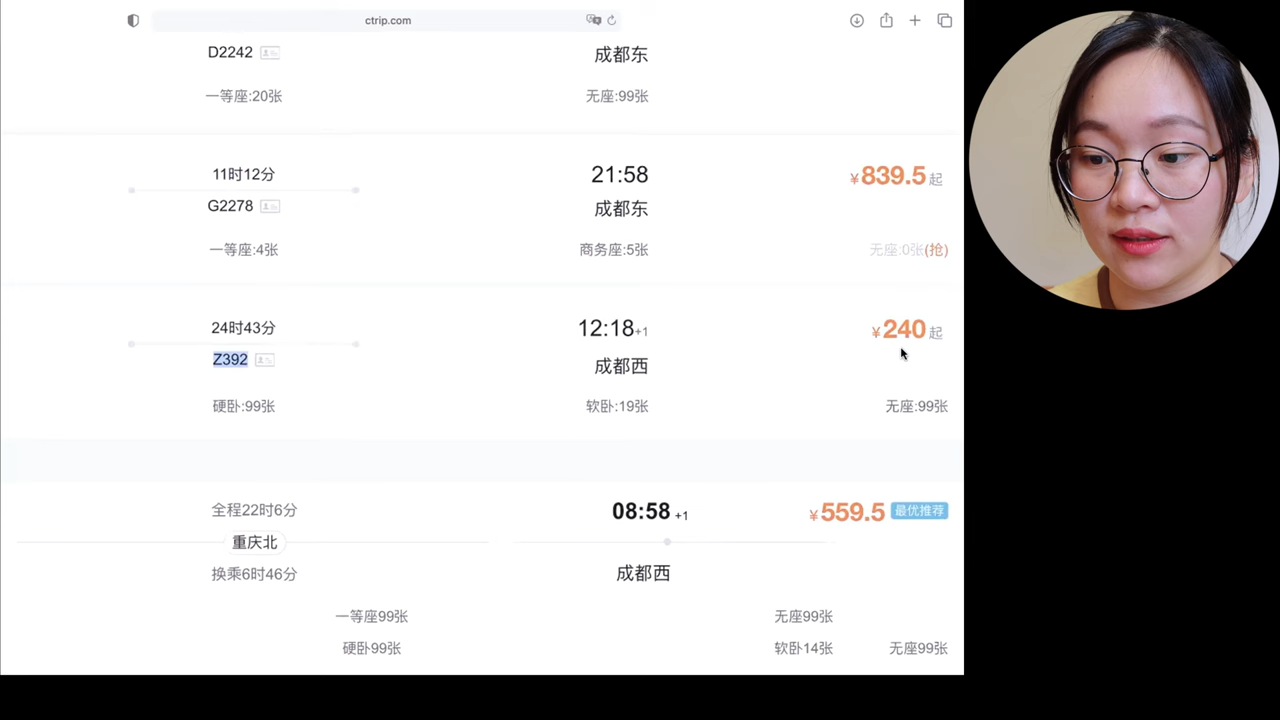 ctrip.com
D2242
成都东
一等座:20张
无座:99张
11时12分
21:58
¥839.5起
G2278
成都东
一等座:4张
商务座:5张
无座:0张(抢)
24时43分
12:18+1
¥240起
Z392
成都西
硬卧:99张
软卧:19张
无座:99张
全程22时6分
08:58 +1
¥559.5 最优推荐
重庆北
换乘6时46分
成都西
一等座99张
无座99张
硬卧99张
软卧14张
无座99张